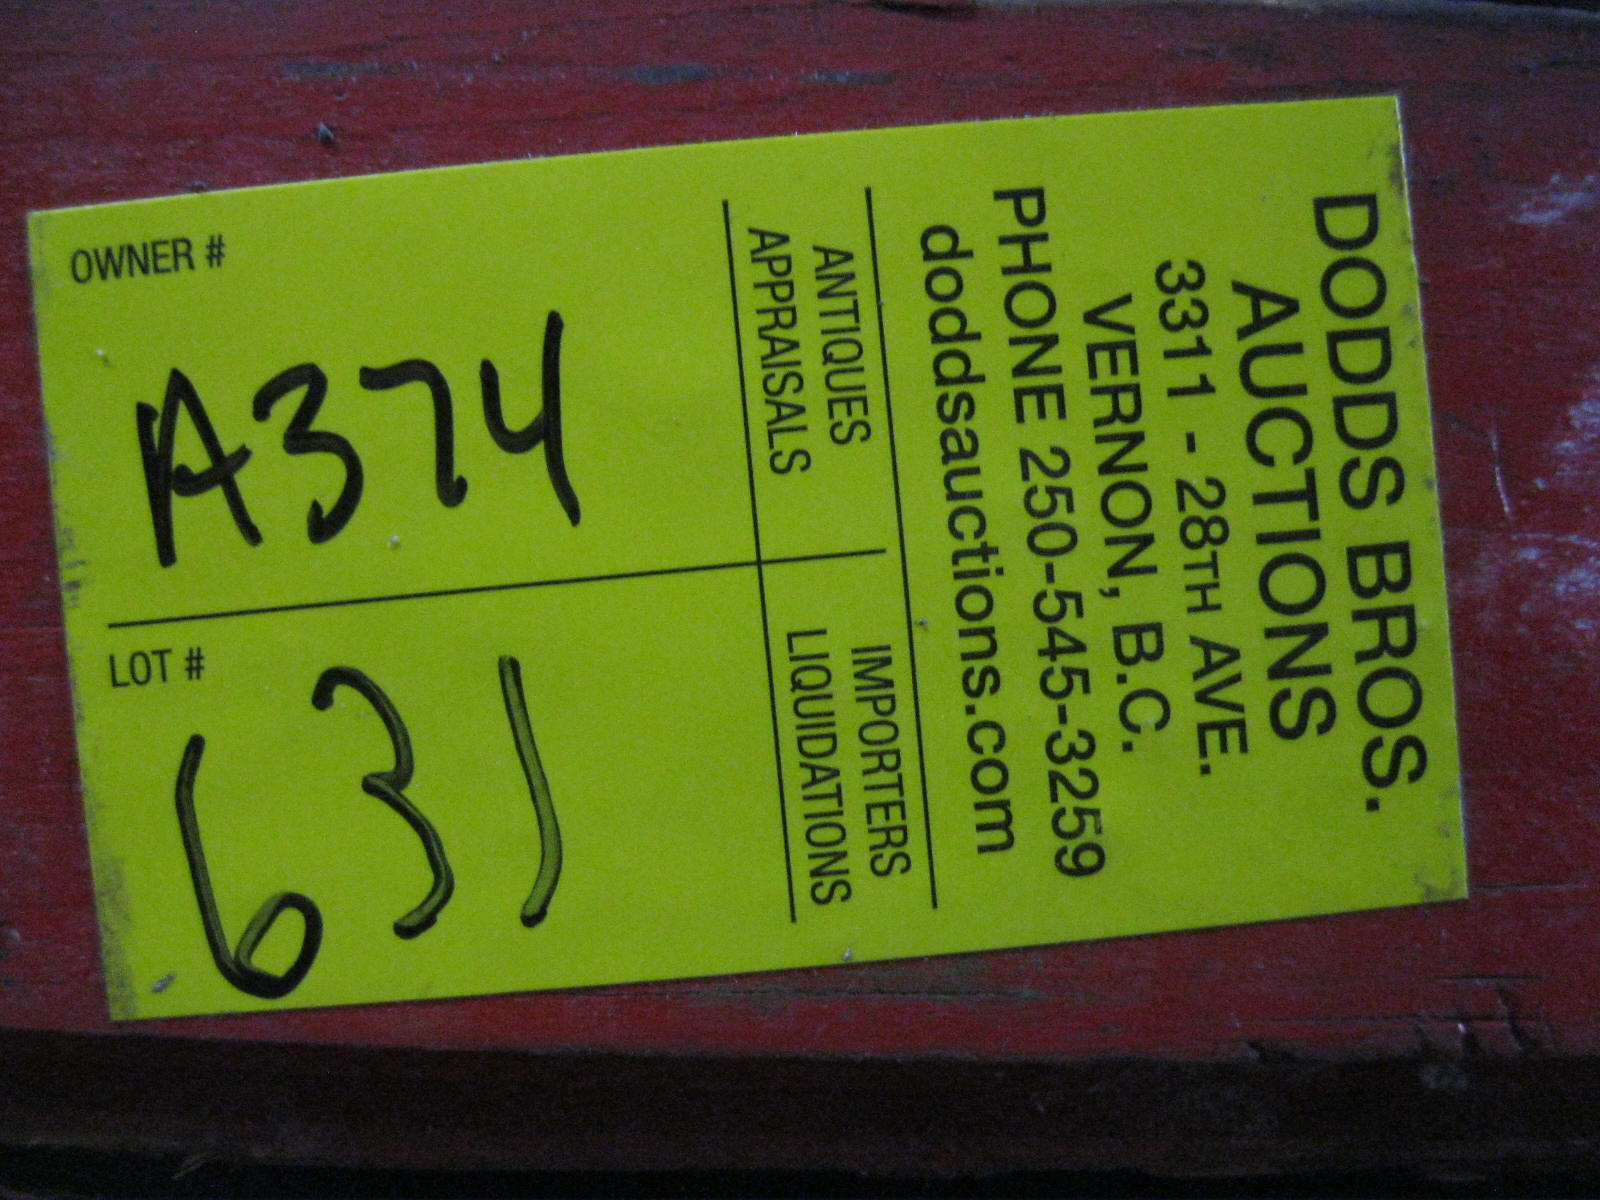 DODDS BROS.
AUCTIONS
3311 - 28TH AVE.
VERNON, B.C.
PHONE 250-545-3259
doddsauctions.com
ANTIQUES
APPRAISALS
IMPORTERS
LIQUIDATIONS
OWNER #
A374
LOT #
631